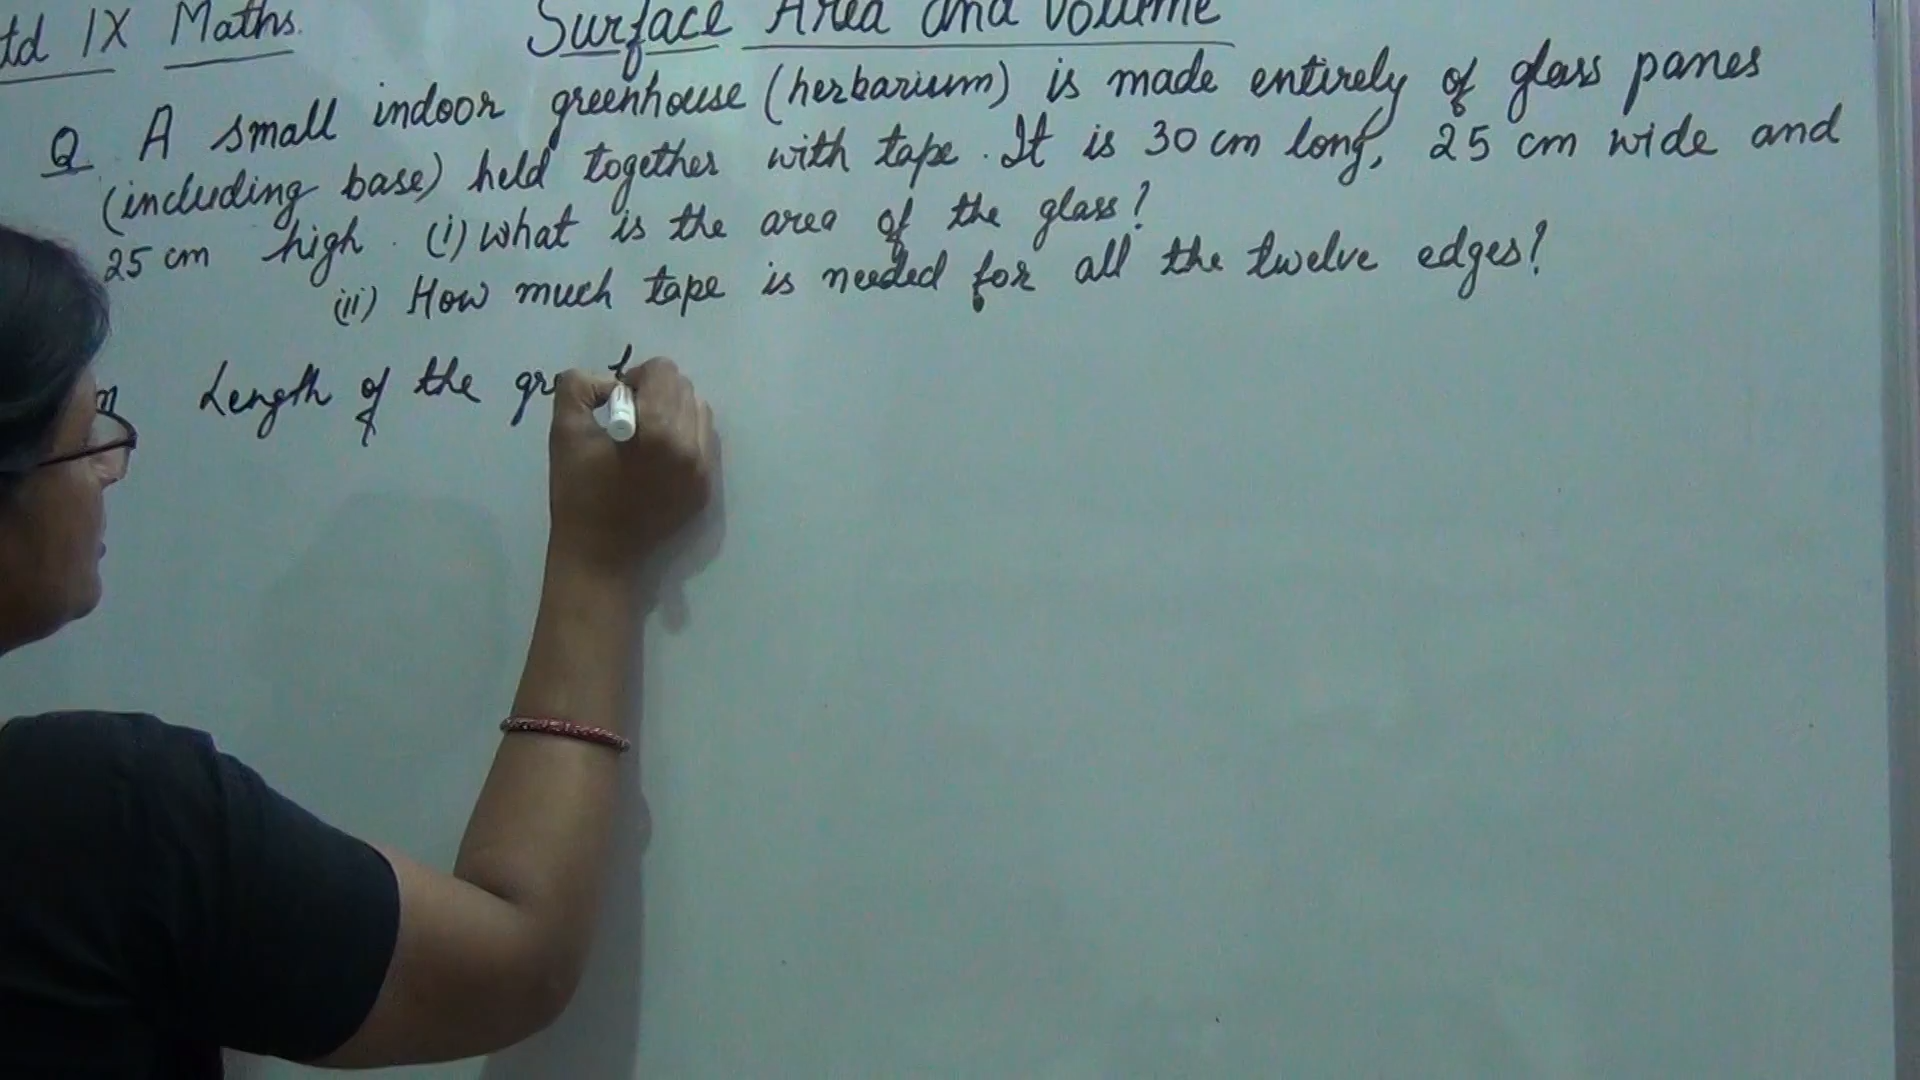 td IX Maths. Surface Area and Volume
Q. A small indoor greenhouse (herbarium) is made entirely of glass panes
(including base) held together with tape. It is 30 cm long, 25 cm wide and
25 cm high. (i) What is the area of the glass?
(ii) How much tape is needed for all the twelve edges?
Length of the gre